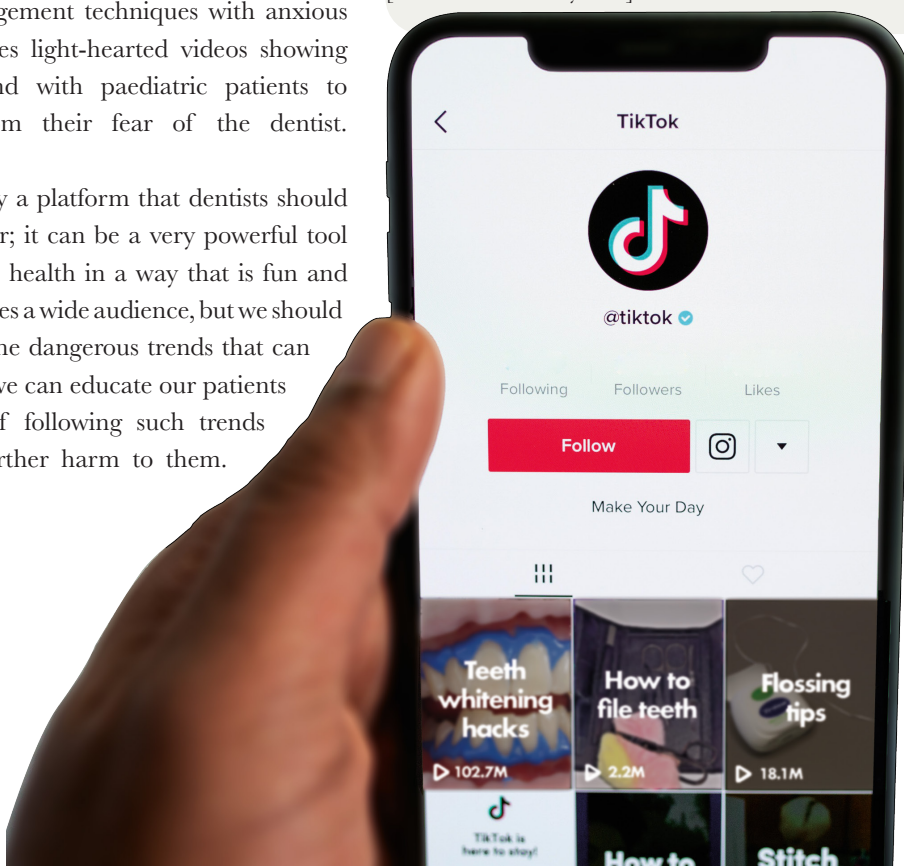 gement techniques with anxious
es light-hearted videos showing
nd with paediatric patients to
m their fear of the dentist.
y a platform that dentists should
r; it can be a very powerful tool
health in a way that is fun and
es a wide audience, but we should
he dangerous trends that can
we can educate our patients
f following such trends
rther harm to them.
TikTok
@tiktok
Following Followers Likes
Follow
Make Your Day
Teeth
whitening
hacks
102.7M
How to
file teeth
2.2M
Flossing
tips
18.1M
TikTok is
here to stay!
How to
Stitch